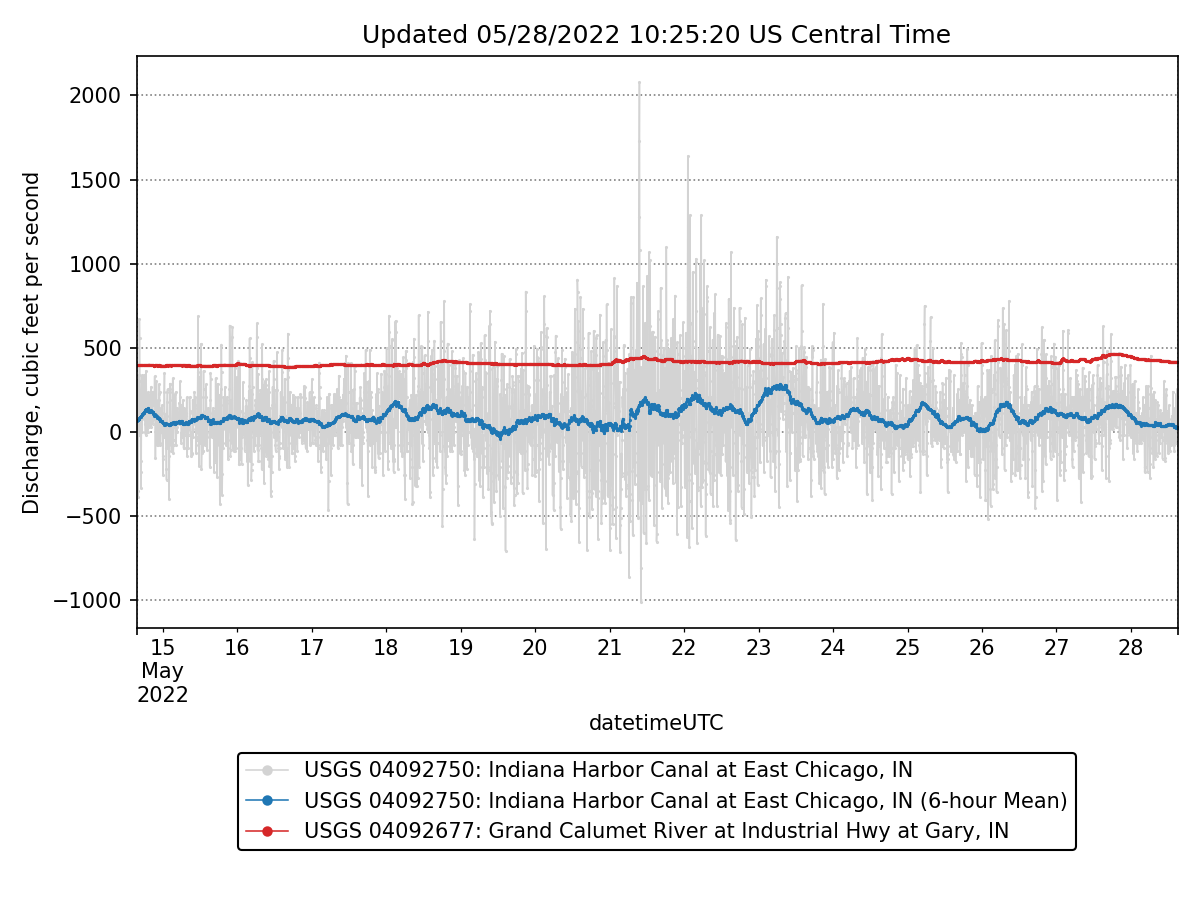 Updated 05/28/2022 10:25:20 US Central Time
Discharge, cubic feet per second
2000
1500
1000
500
0
−500
−1000
15 16 17 18 19 20 21 22 23 24 25 26 27 28
May
2022
datetimeUTC
USGS 04092750: Indiana Harbor Canal at East Chicago, IN
USGS 04092750: Indiana Harbor Canal at East Chicago, IN (6-hour Mean)
USGS 04092677: Grand Calumet River at Industrial Hwy at Gary, IN